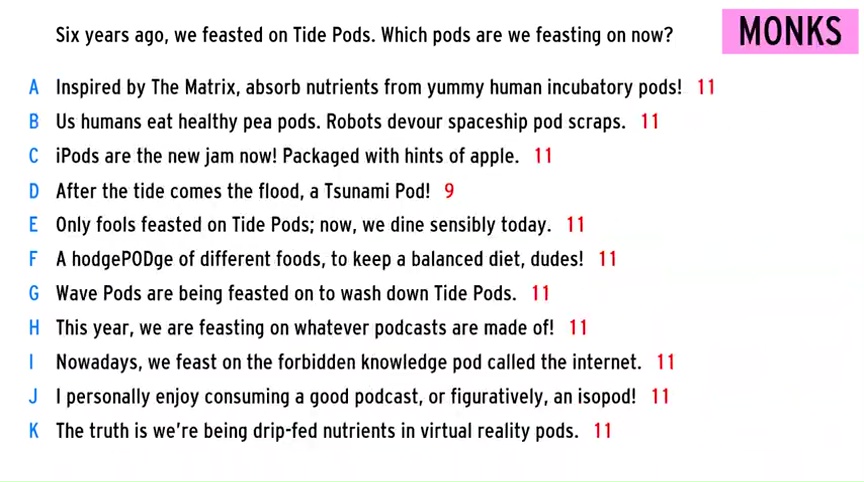 Six years ago, we feasted on Tide Pods. Which pods are we feasting on now?
MONKS
A Inspired by The Matrix, absorb nutrients from yummy human incubatory pods! 11
B Us humans eat healthy pea pods. Robots devour spaceship pod scraps. 11
C iPods are the new jam now! Packaged with hints of apple. 11
D After the tide comes the flood, a Tsunami Pod! 9
E Only fools feasted on Tide Pods; now, we dine sensibly today. 11
F A hodgePODge of different foods, to keep a balanced diet, dudes! 11
G Wave Pods are being feasted on to wash down Tide Pods. 11
H This year, we are feasting on whatever podcasts are made of! 11
I Nowadays, we feast on the forbidden knowledge pod called the internet. 11
J I personally enjoy consuming a good podcast, or figuratively, an isopod! 11
K The truth is we're being drip-fed nutrients in virtual reality pods. 11